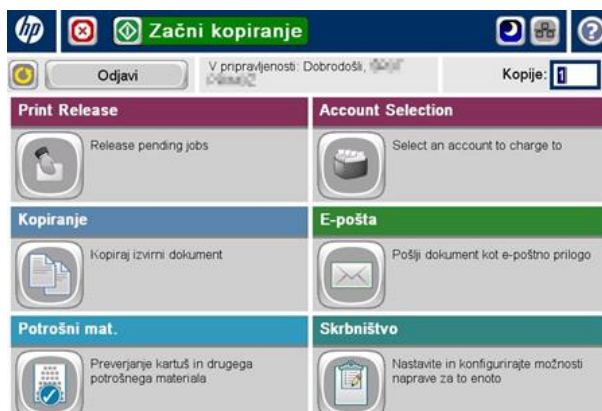 hp
Začni kopiranje
?
Odjavi
V pripravljenosti: Dobrodošli,
Kopije: 1
Print Release
Account Selection
Release pending jobs
Select an account to charge to
Kopiranje
E-pošta
Kopiraj izvirni dokument
Pošlji dokument kot e-poštno prilogo
Potrošni mat.
Skrbništvo
Preverjanje kartuš in drugega
potrošnega materiala
Nastavite in konfigurirajte možnosti
naprave za to enoto